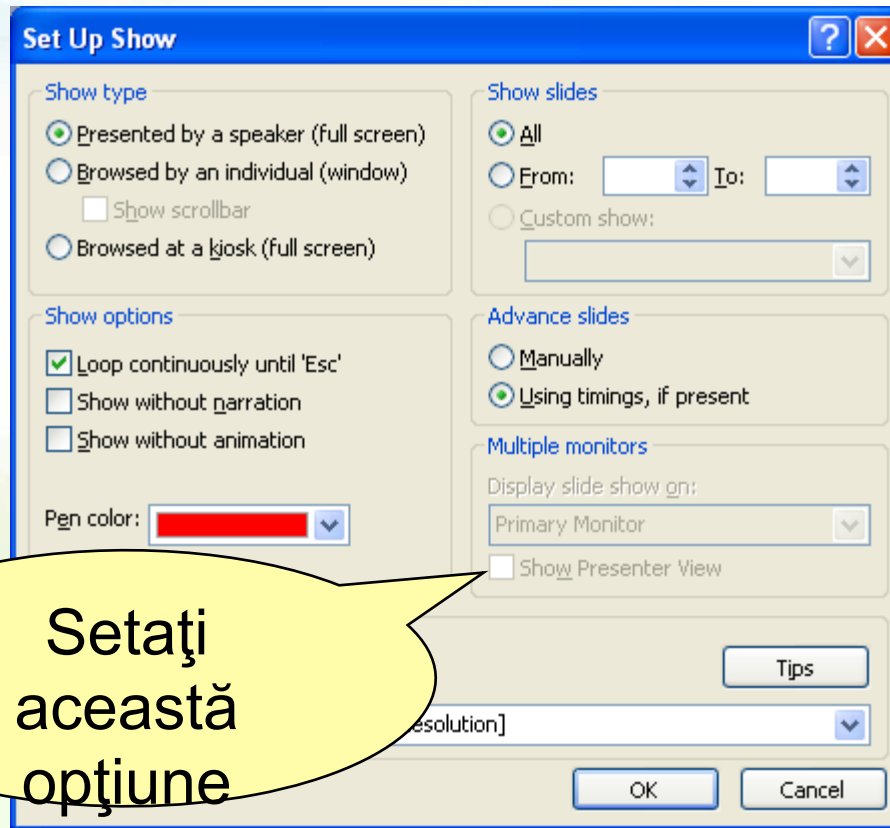 Set Up Show
Show type
Presented by a speaker (full screen)
Browsed by an individual (window)
Show scrollbar
Browsed at a kiosk (full screen)
Show slides
All
From: To:
Custom show:
Show options
Loop continuously until 'Esc'
Show without narration
Show without animation
Pen color:
Advance slides
Manually
Using timings, if present
Multiple monitors
Display slide show on:
Primary Monitor
Show Presenter View
Tips
esolution]
OK Cancel
Setaţi
această
opţiune